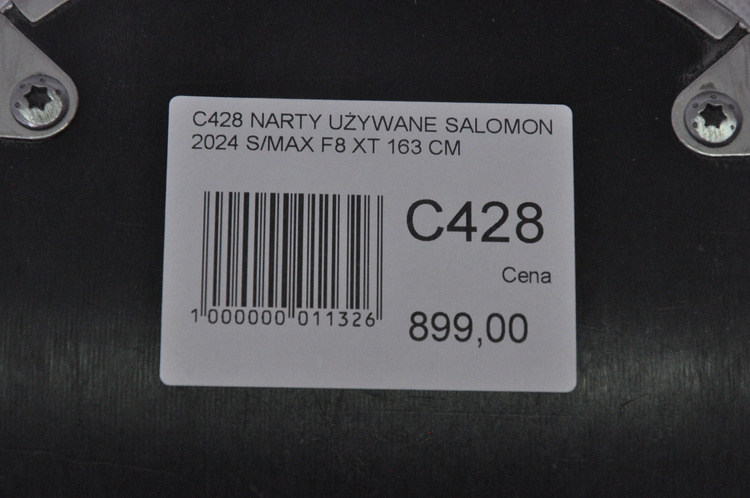 C428 NARTY UŻYWANE SALOMON
2024 S/MAX F8 XT 163 CM
C428
Cena
899,00
1 000000 011326